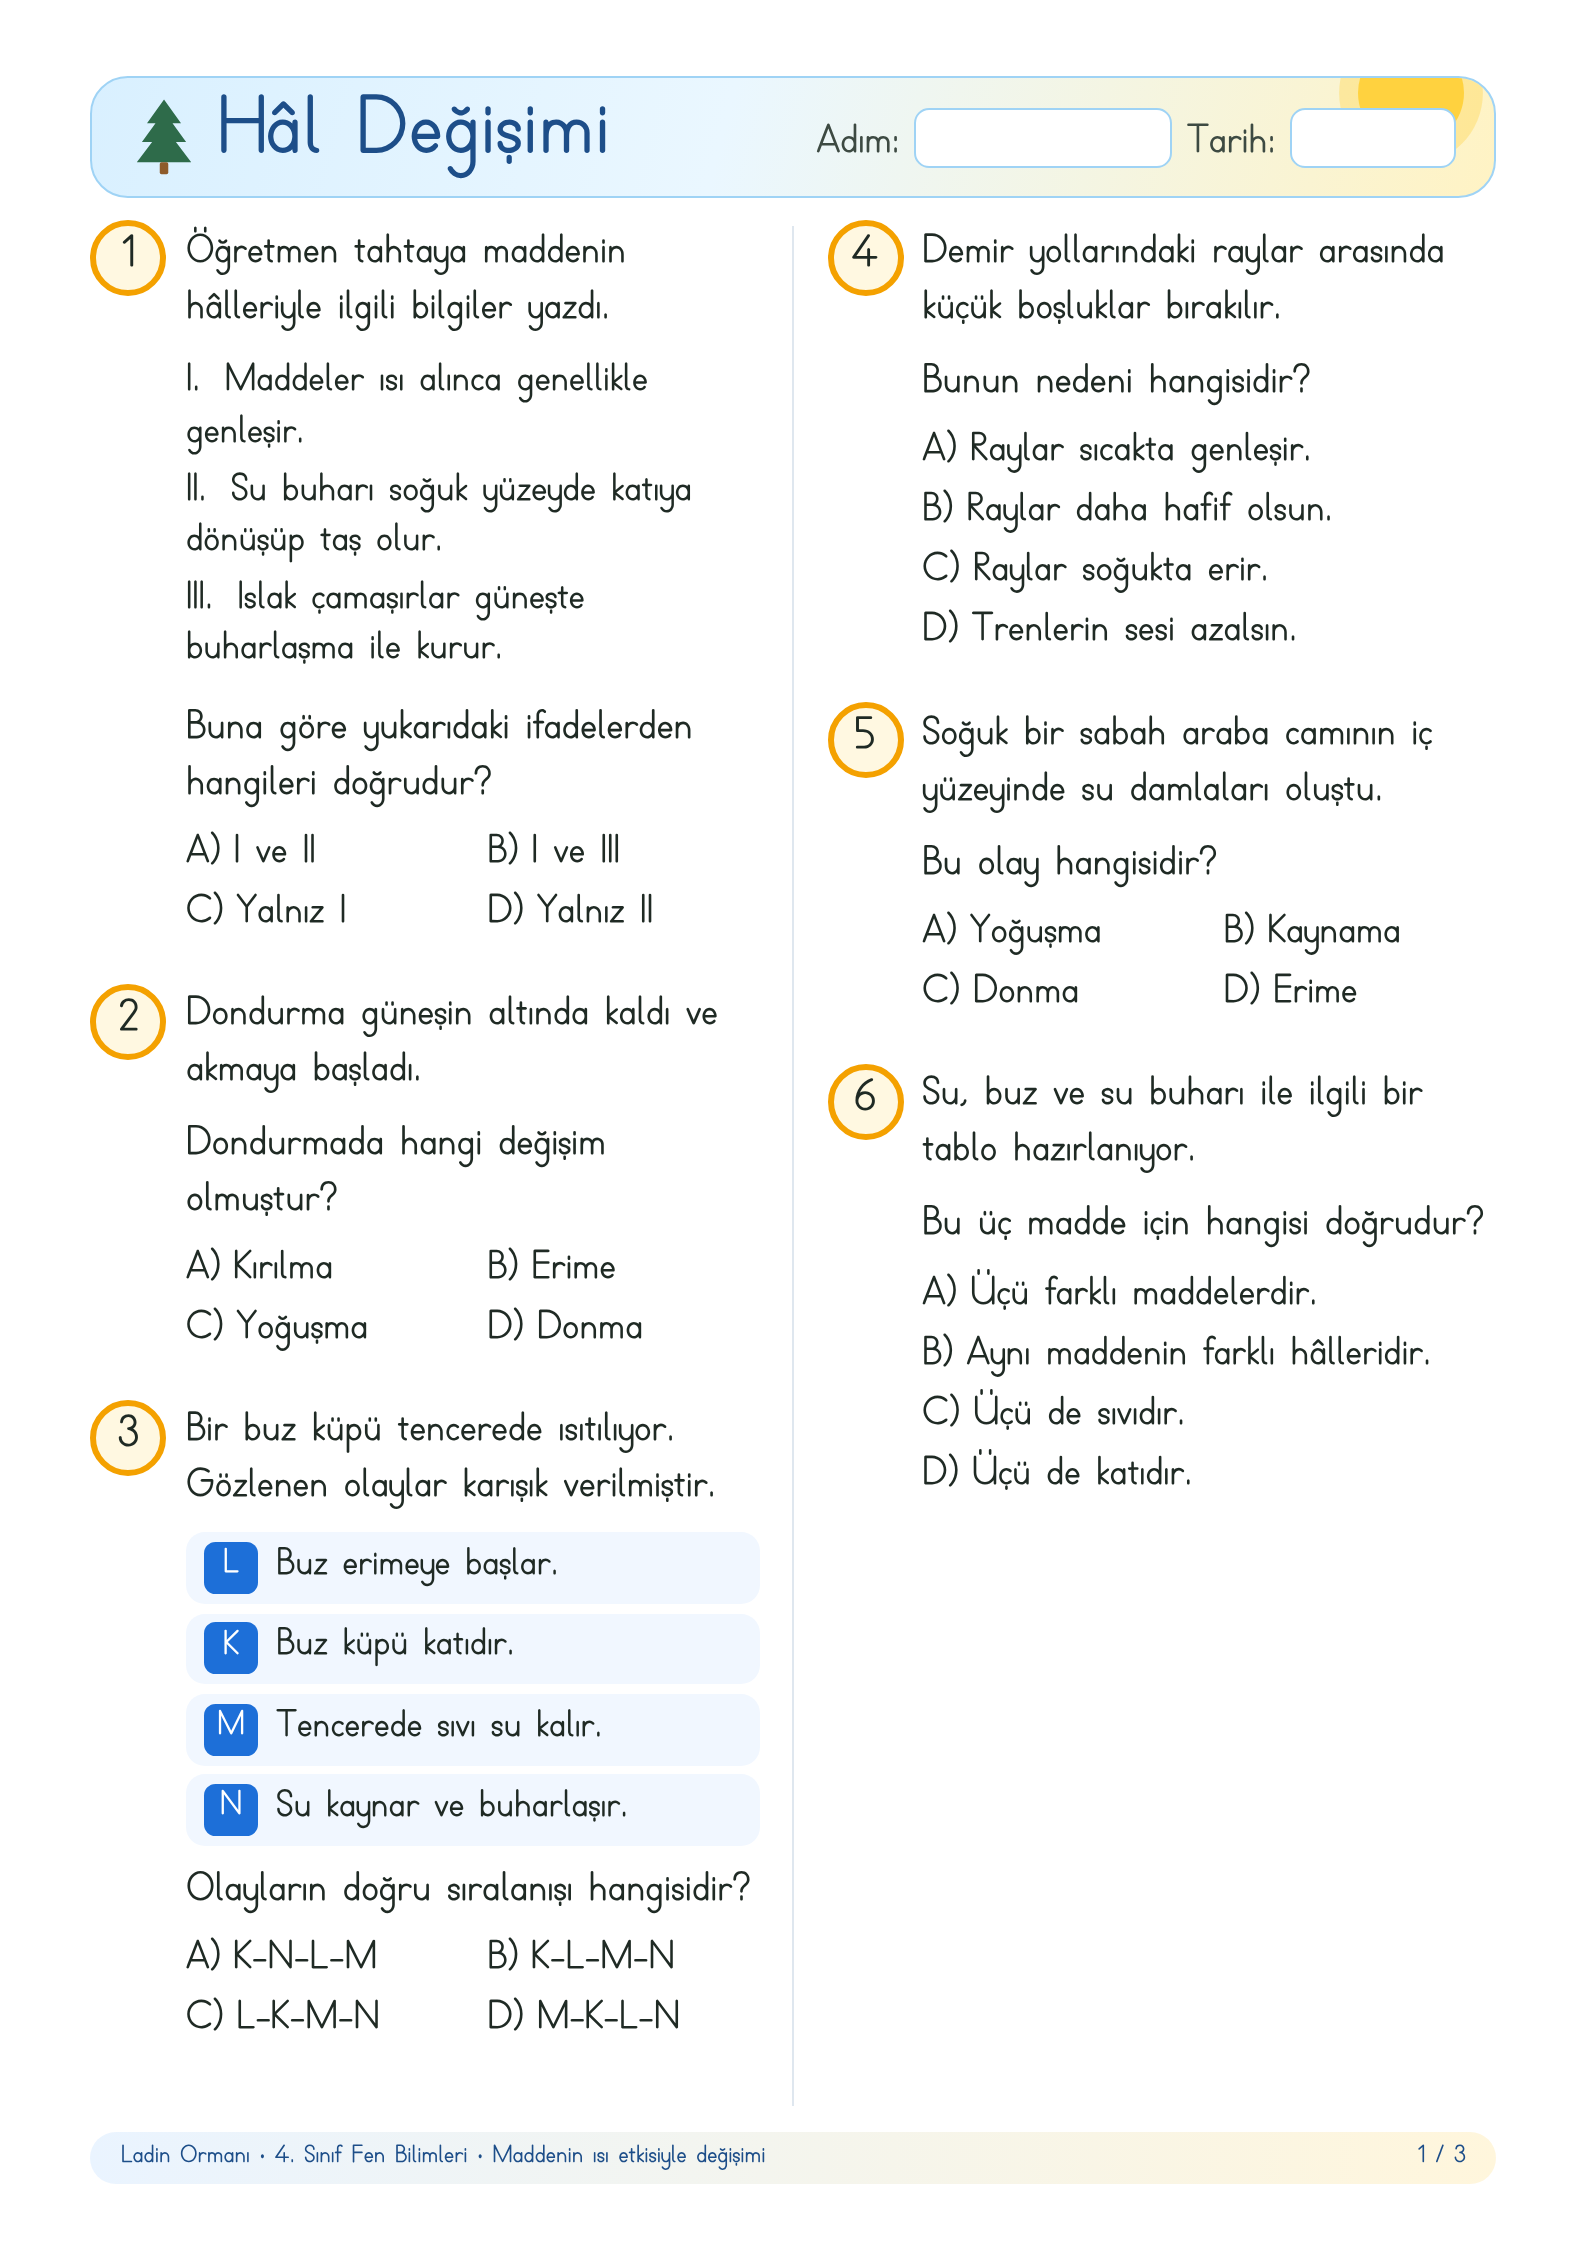 Hâl Değişimi
Adım:
Tarih:
1
Öğretmen tahtaya maddenin
hâlleriyle ilgili bilgiler yazdı.
I. Maddeler ısı alınca genellikle
genleşir.
II. Su buharı soğuk yüzeyde katıya
dönüşüp taş olur.
III. Islak çamaşırlar güneşte
buharlaşma ile kurur.
Buna göre yukarıdaki ifadelerden
hangileri doğrudur?
A) I ve II
B) I ve III
C) Yalnız I
D) Yalnız II
2
Dondurma güneşin altında kaldı ve
akmaya başladı.
Dondurmada hangi değişim
olmuştur?
A) Kırılma
B) Erime
C) Yoğuşma
D) Donma
3
Bir buz küpü tencerede ısıtılıyor.
Gözlenen olaylar karışık verilmiştir.
L Buz erimeye başlar.
K Buz küpü katıdır.
M Tencerede sıvı su kalır.
N Su kaynar ve buharlaşır.
Olayların doğru sıralanışı hangisidir?
A) K-N-L-M
B) K-L-M-N
C) L-K-M-N
D) M-K-L-N
4
Demir yollarındaki raylar arasında
küçük boşluklar bırakılır.
Bunun nedeni hangisidir?
A) Raylar sıcakta genleşir.
B) Raylar daha hafif olsun.
C) Raylar soğukta erir.
D) Trenlerin sesi azalsın.
5
Soğuk bir sabah araba camının iç
yüzeyinde su damlaları oluştu.
Bu olay hangisidir?
A) Yoğuşma
B) Kaynama
C) Donma
D) Erime
6
Su, buz ve su buharı ile ilgili bir
tablo hazırlanıyor.
Bu üç madde için hangisi doğrudur?
A) Üçü farklı maddelerdir.
B) Aynı maddenin farklı hâlleridir.
C) Üçü de sıvıdır.
D) Üçü de katıdır.
Ladin Ormanı • 4. Sınıf Fen Bilimleri • Maddenin ısı etkisiyle değişimi
1 / 3